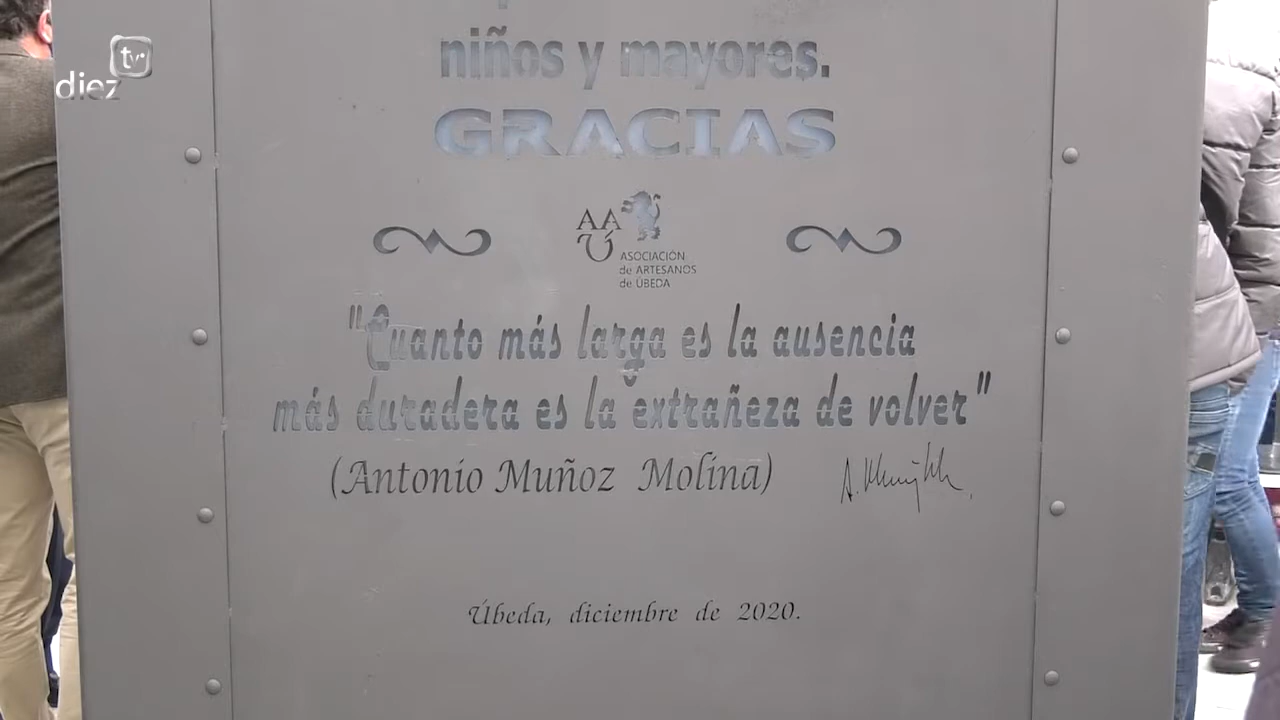 tv
diez
niños y mayores.
GRACIAS
AA
Ú
ASOCIACIÓN
de ARTESANOS
de ÚBEDA
"Cuanto más larga es la ausencia
más duradera es la extrañeza de volver"
(Antonio Muñoz Molina)
Úbeda, diciembre de 2020.